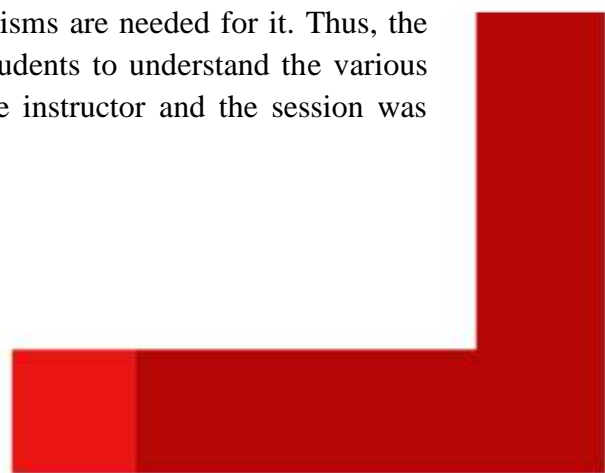 isms are needed for it. Thus, the
udents to understand the various
e instructor and the session was